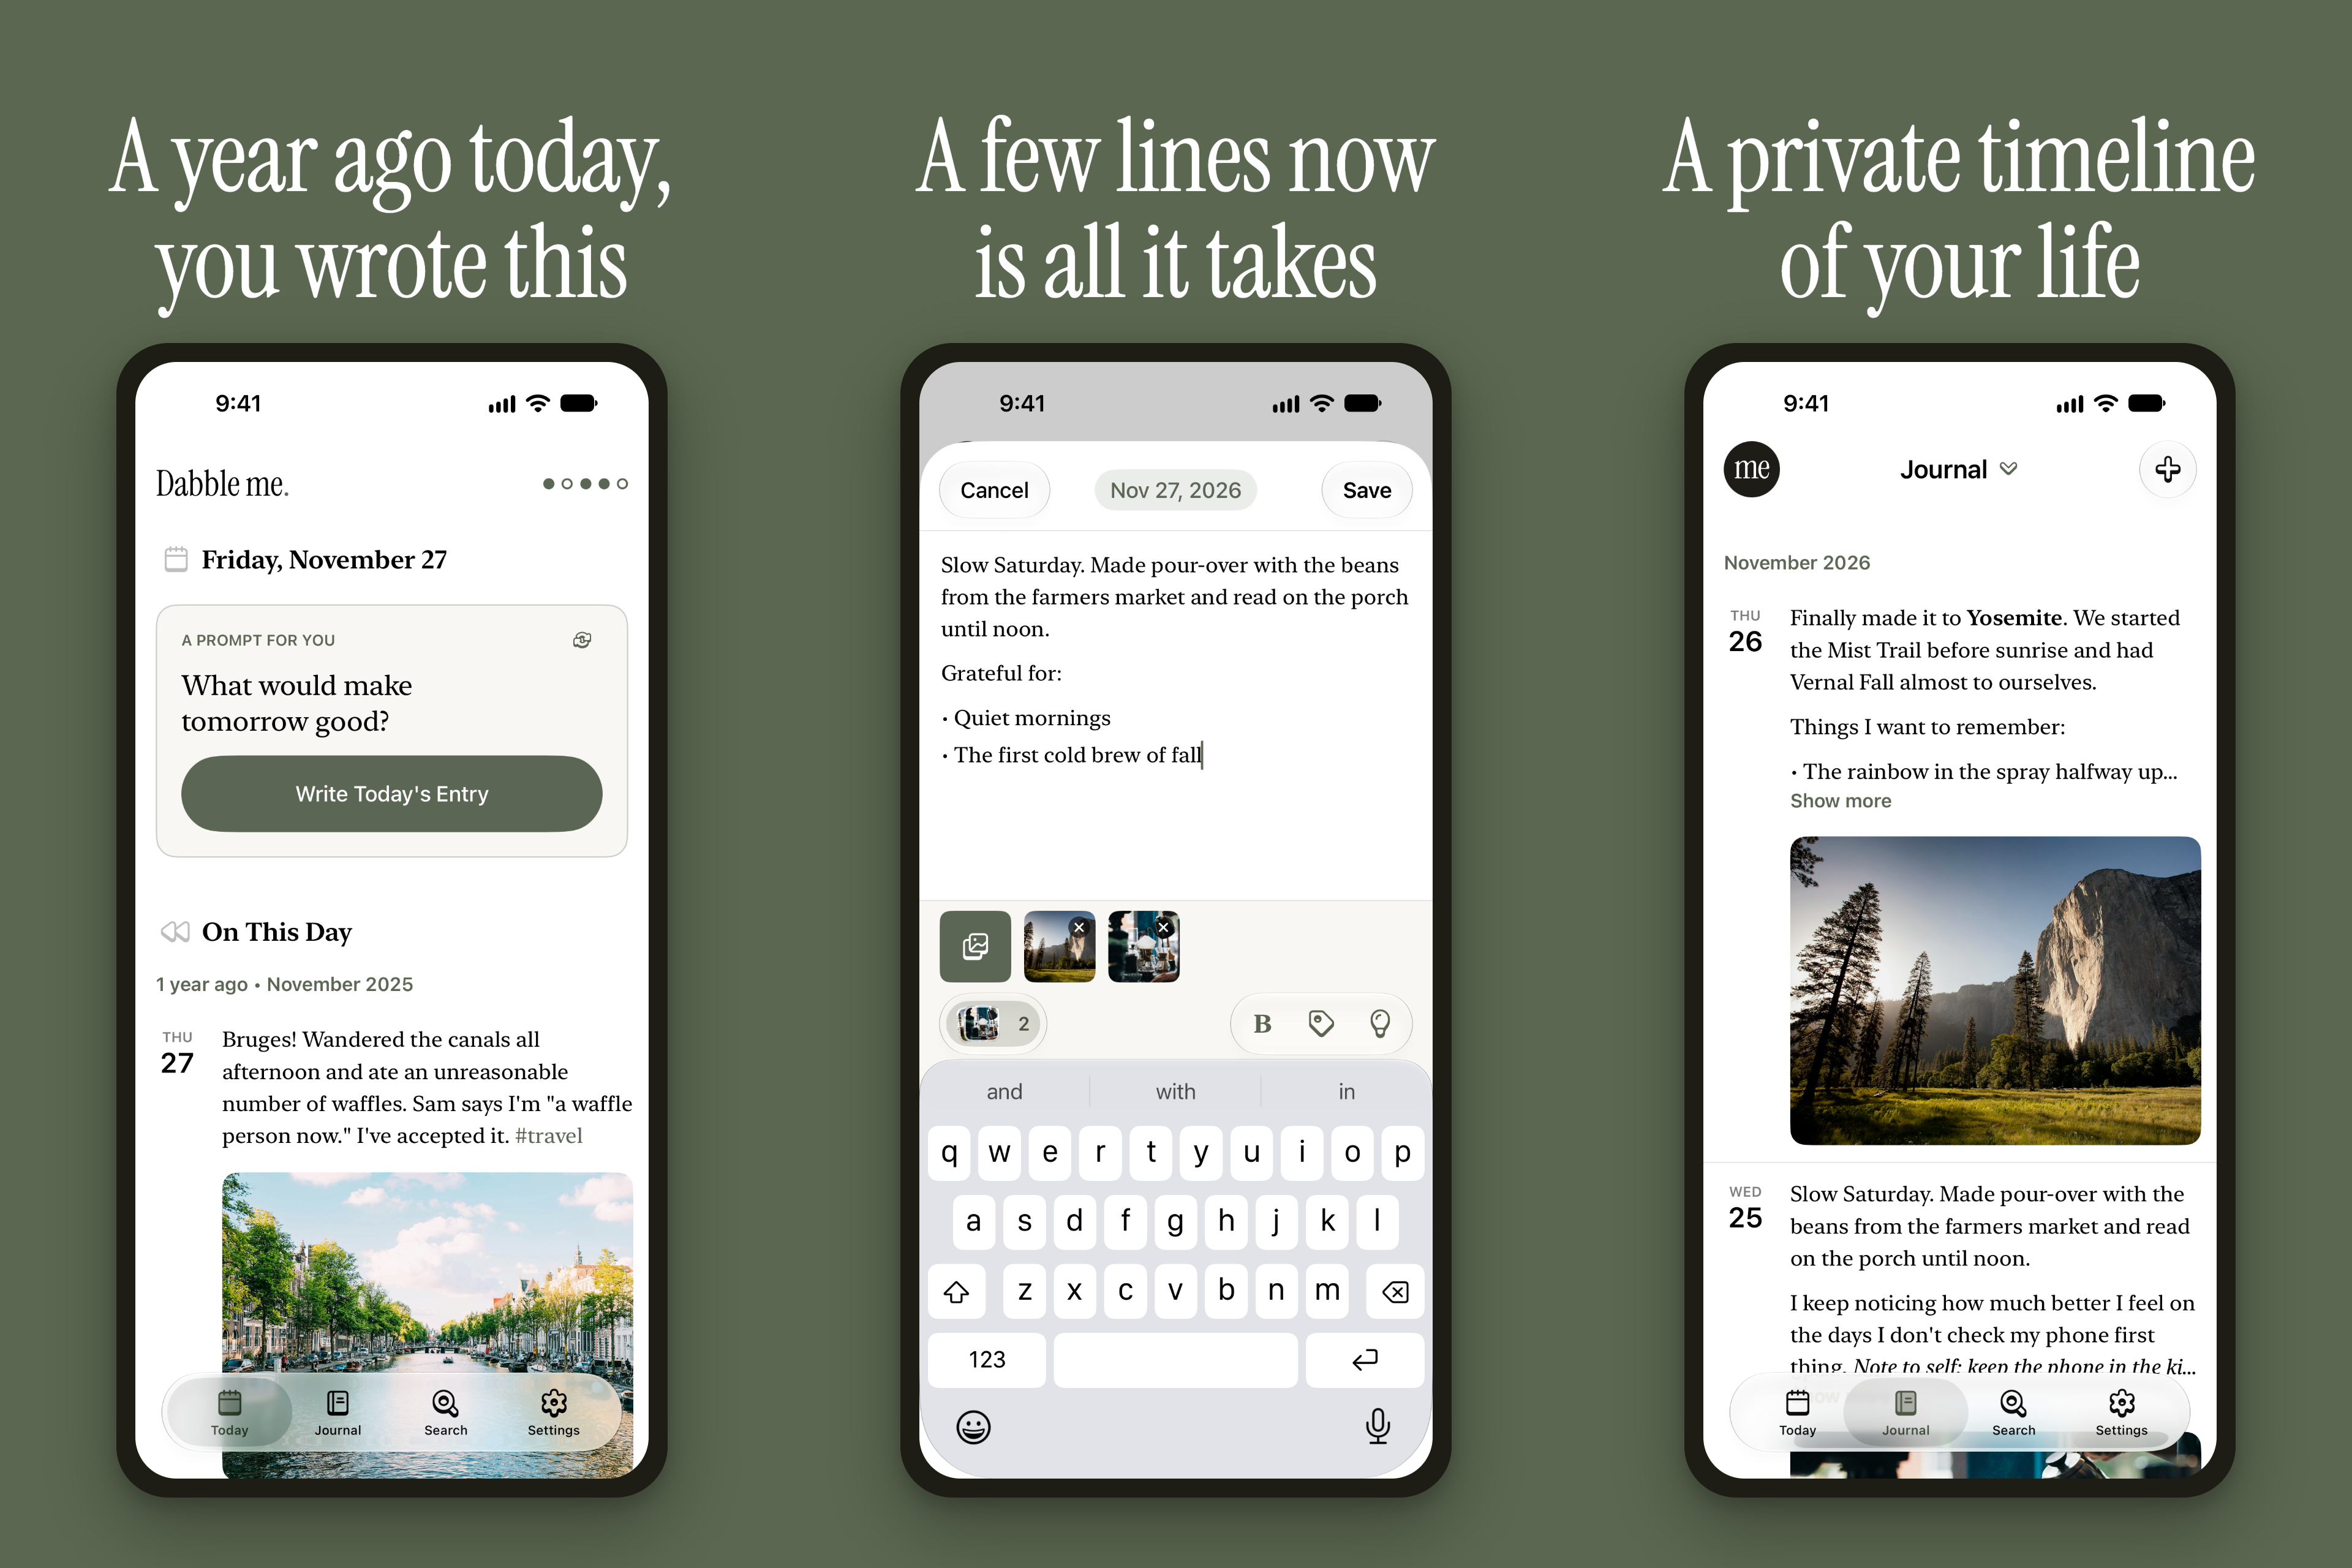 A year ago today,
you wrote this
9:41
Dabble me.
Friday, November 27
A PROMPT FOR YOU
What would make
tomorrow good?
Write Today's Entry
On This Day
1 year ago • November 2025
THU
27
Bruges! Wandered the canals all
afternoon and ate an unreasonable
number of waffles. Sam says I'm "a waffle
person now." I've accepted it. #travel
Today
Journal
Search
Settings
A few lines now
is all it takes
9:41
Cancel
Nov 27, 2026
Save
Slow Saturday. Made pour-over with the beans
from the farmers market and read on the porch
until noon.
Grateful for:
• Quiet mornings
• The first cold brew of fall
2
B
and
with
in
q w e r t y u i o p
a s d f g h j k l
z x c v b n m
123
A private timeline
of your life
9:41
me
Journal
November 2026
THU
26
Finally made it to Yosemite. We started
the Mist Trail before sunrise and had
Vernal Fall almost to ourselves.
Things I want to remember:
• The rainbow in the spray halfway up...
Show more
WED
25
Slow Saturday. Made pour-over with the
beans from the farmers market and read
on the porch until noon.
I keep noticing how much better I feel on
the days I don't check my phone first
thing. Note to self: keep the phone in the ki...
Today
Journal
Search
Settings